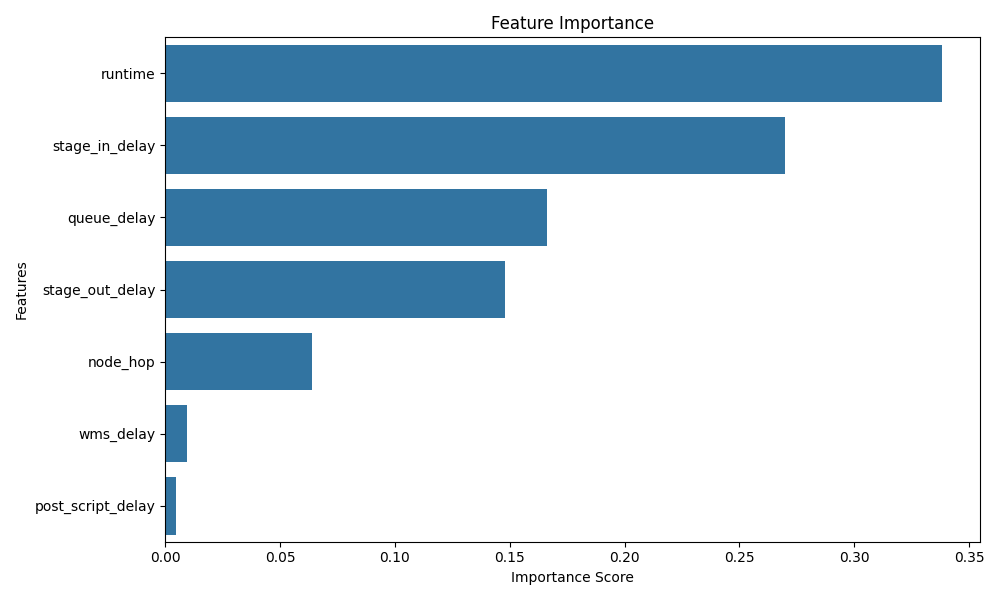 Feature Importance
runtime
stage_in_delay
queue_delay
stage_out_delay
node_hop
wms_delay
post_script_delay
Features
0.00 0.05 0.10 0.15 0.20 0.25 0.30 0.35
Importance Score